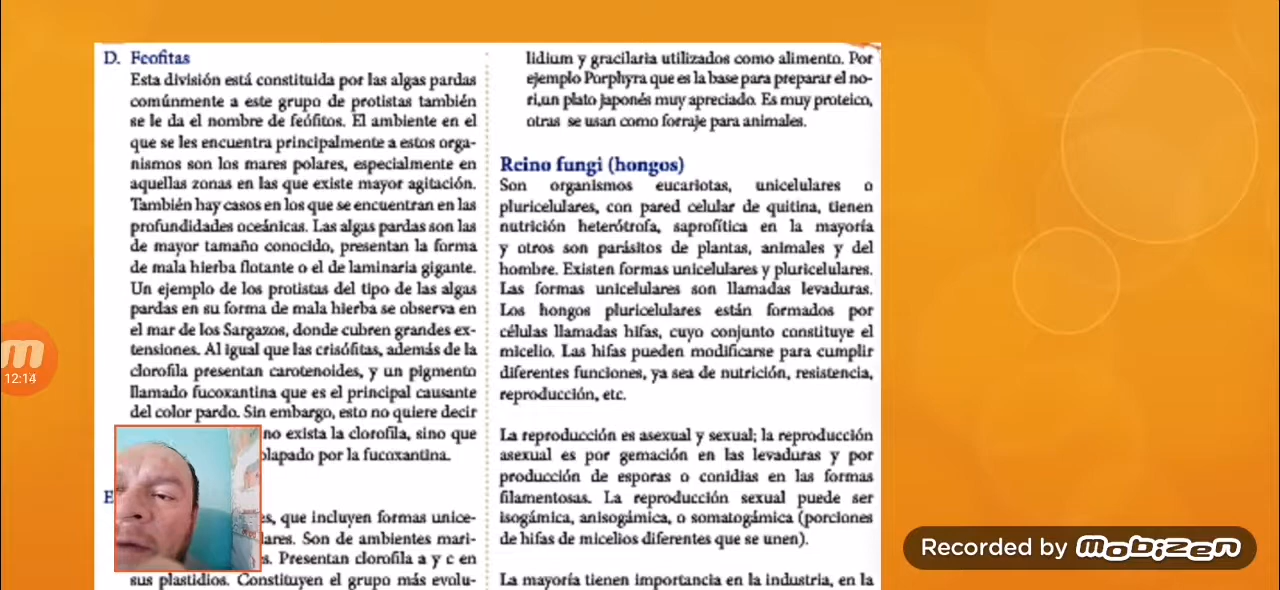 D. Feofitas
Esta división está constituida por las algas pardas
comúnmente a este grupo de protistas también
se le da el nombre de feófitos. El ambiente en el
que se les encuentra principalmente a estos orga-
nismos son los mares polares, especialmente en
aquellas zonas en las que existe mayor agitación.
También hay casos en los que se encuentran en las
profundidades oceánicas. Las algas pardas son las
de mayor tamaño conocido, presentan la forma
de mala hierba flotante o el de laminaria gigante.
Un ejemplo de los protistas del tipo de las algas
pardas en su forma de mala hierba se observa en
el mar de los Sargazos, donde cubren grandes ex-
tensiones. Al igual que las crisófitas, además de la
clorofila presentan carotenoides, y un pigmento
llamado fucoxantina que es el principal causante
del color pardo. Sin embargo, esto no quiere decir
no exista la clorofila, sino que
olapado por la fucoxantina.
E
es, que incluyen formas unice-
lares. Son de ambientes mari-
s. Presentan clorofila a y c en
sus plastidios. Constituyen el grupo más evolu-
lidium y gracilaria utilizados como alimento. Por
ejemplo Porphyra que es la base para preparar el no-
ri,un plato japonés muy apreciado. Es muy proteico,
otras se usan como forraje para animales.
Reino fungi (hongos)
Son organismos eucariotas, unicelulares o
pluricelulares, con pared celular de quitina, tienen
nutrición heterótrofa, saprofítica en la mayoría
y otros son parásitos de plantas, animales y del
hombre. Existen formas unicelulares y pluricelulares.
Las formas unicelulares son llamadas levaduras.
Los hongos pluricelulares están formados por
células llamadas hifas, cuyo conjunto constituye el
micelio. Las hifas pueden modificarse para cumplir
diferentes funciones, ya sea de nutrición, resistencia,
reproducción, etc.
La reproducción es asexual y sexual; la reproducción
asexual es por gemación en las levaduras y por
producción de esporas o conidias en las formas
filamentosas. La reproducción sexual puede ser
isogámica, anisogámica, o somatogámica (porciones
de hifas de micelios diferentes que se unen).
La mayoría tienen importancia en la industria, en la
m
12:14
Recorded by mobizen